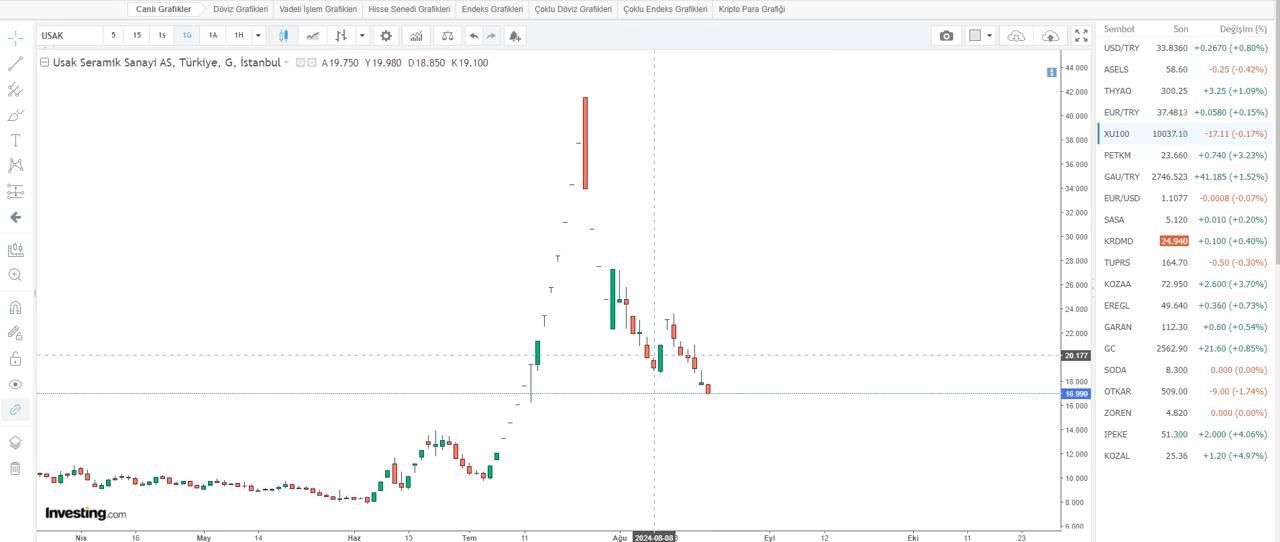 Canlı Grafikler Döviz Grafikleri Vadeli İşlem Grafikleri Hisse Senedi Grafikleri Endeks Grafikleri Çoklu Döviz Grafikleri Çoklu Endeks Grafikleri Kripto Para Grafiği
USAK 5 15 1s 1G 1A 1H
Usak Seramik Sanayi AS, Türkiye, G, İstanbul A19.750 Y19.980 D18.850 K19.100
44.000
42.000
40.000
38.000
36.000
34.000
32.000
30.000
28.000
26.000
24.000
22.000
20.177
18.000
16.990
16.000
14.000
12.000
10.000
8.000
6.000
Investing.com
Nis 16 May 14 Haz 13 Tem 11 Ağu 2024-08-08 Eyl 12 Eki 11 23
Sembol Son Değişim (%)
USD/TRY 33.8360 +0.2670 (+0.80%)
ASELS 58.60 -0.25 (-0.42%)
THYAO 300.25 +3.25 (+1.09%)
EUR/TRY 37.4813 +0.0580 (+0.15%)
XU100 10037.10 -17.11 (-0.17%)
PETKM 23.660 +0.740 (+3.23%)
GAU/TRY 2746.523 +41.185 (+1.52%)
EUR/USD 1.1077 -0.0008 (-0.07%)
SASA 5.120 +0.010 (+0.20%)
KRDMD 24.940 +0.100 (+0.40%)
TUPRS 164.70 -0.50 (-0.30%)
KOZAA 72.950 +2.600 (+3.70%)
EREGL 49.640 +0.360 (+0.73%)
GARAN 112.30 +0.60 (+0.54%)
GC 2562.90 +21.60 (+0.85%)
SODA 8.300 0.000 (0.00%)
OTKAR 509.00 -9.00 (-1.74%)
ZOREN 4.820 0.000 (0.00%)
IPEKE 51.300 +2.000 (+4.06%)
KOZAL 25.36 +1.20 (+4.97%)